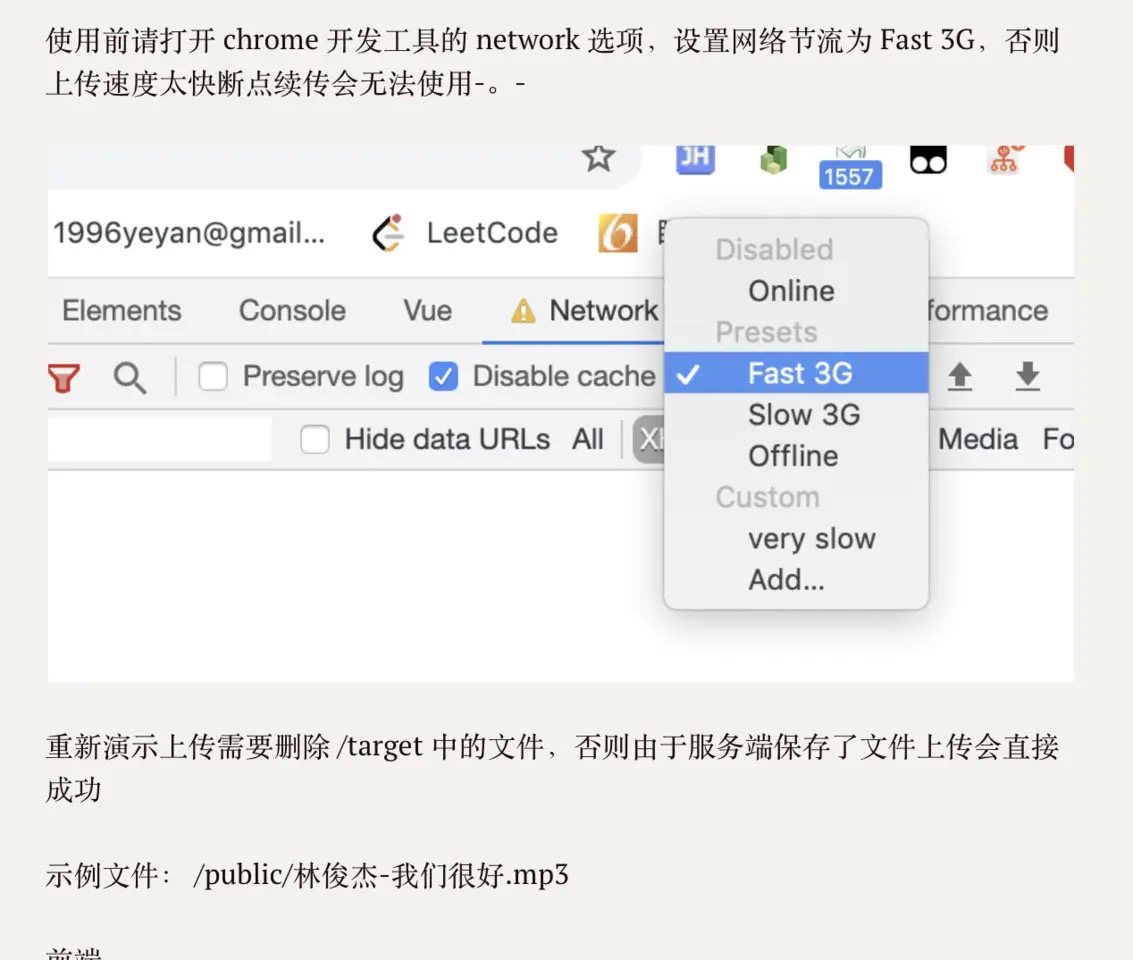 使用前请打开 chrome 开发工具的 network 选项，设置网络节流为 Fast 3G，否则
上传速度太快断点续传会无法使用-。-
JH
1557
1996yeyan@gmail...
LeetCode
Disabled
Online
Elements Console Vue Network formance
Presets
Preserve log Disable cache Fast 3G
Slow 3G
Hide data URLs All Media Fo
Offline
Custom
very slow
Add...
重新演示上传需要删除 /target 中的文件，否则由于服务端保存了文件上传会直接
成功
示例文件： /public/林俊杰-我们很好.mp3